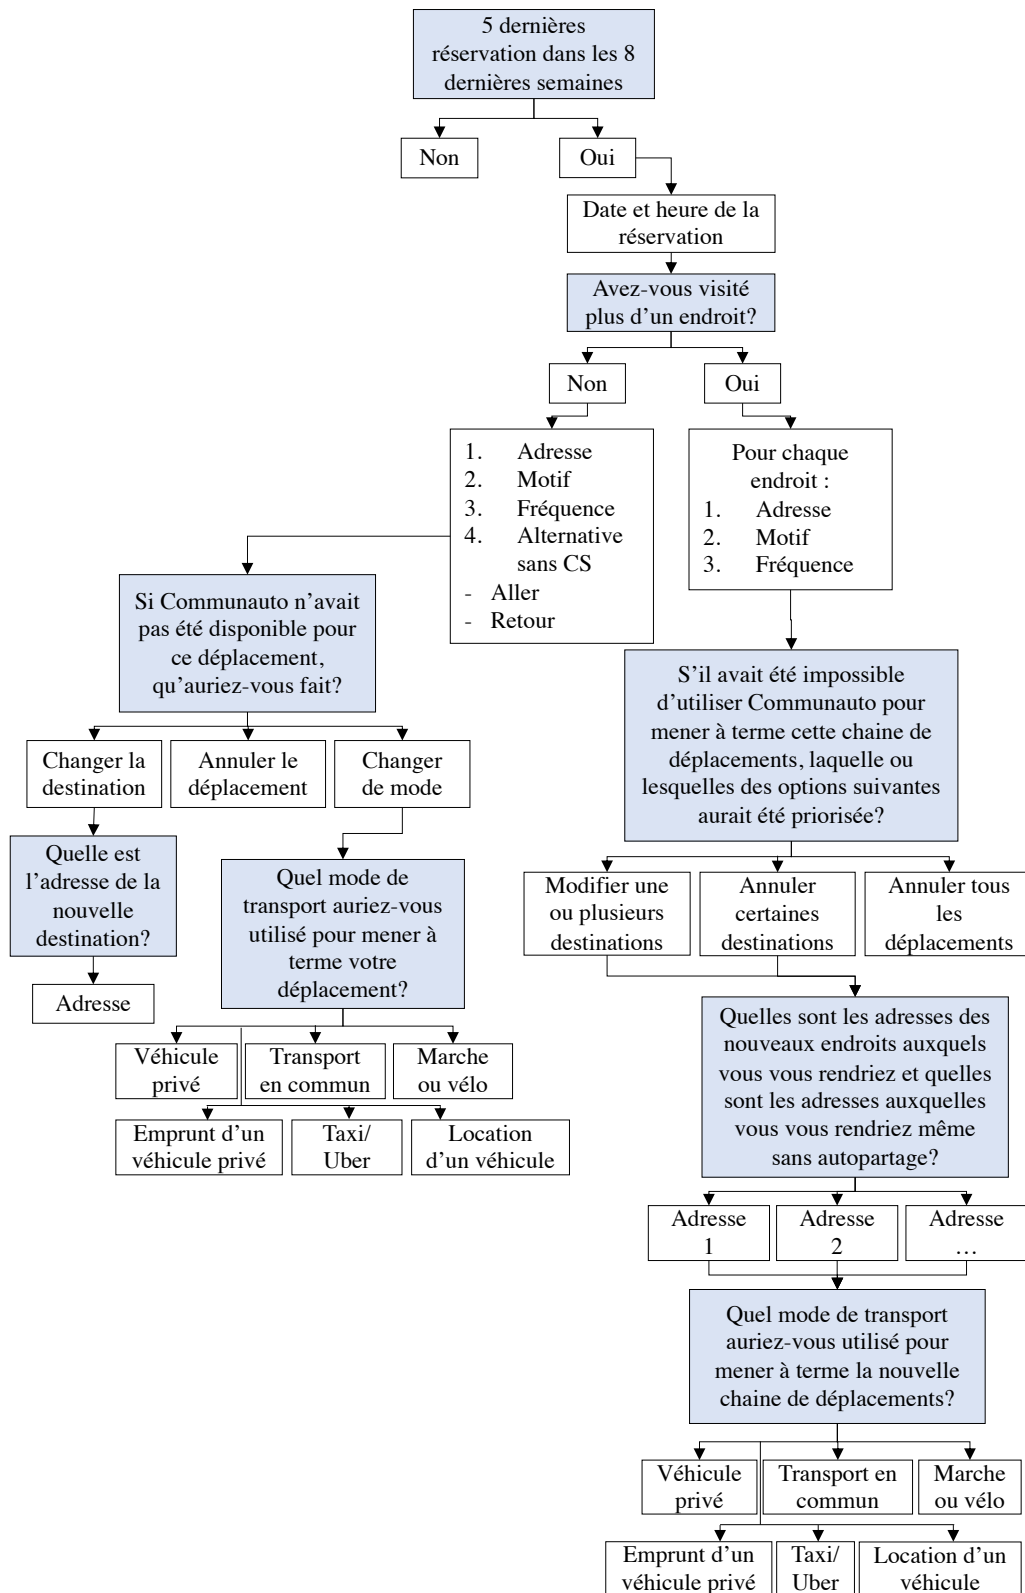 5 dernières
réservation dans les 8
dernières semaines
Non
Oui
Date et heure de la
réservation
Avez-vous visité
plus d’un endroit?
Non
Oui
1. Adresse
2. Motif
3. Fréquence
4. Alternative
sans CS
- Aller
- Retour
Pour chaque
endroit :
1. Adresse
2. Motif
3. Fréquence
Si Communauto n’avait
pas été disponible pour
ce déplacement,
qu’auriez-vous fait?
Changer la
destination
Annuler le
déplacement
Changer
de mode
Quelle est
l’adresse de la
nouvelle
destination?
Adresse
Quel mode de
transport auriez-vous
utilisé pour mener à
terme votre
déplacement?
Véhicule
privé
Transport
en commun
Marche
ou vélo
Emprunt d’un
véhicule privé
Taxi/
Uber
Location
d’un véhicule
S’il avait été impossible
d’utiliser Communauto pour
mener à terme cette chaine de
déplacements, laquelle ou
lesquelles des options suivantes
aurait été priorisée?
Modifier une
ou plusieurs
destinations
Annuler
certaines
destinations
Annuler tous
les
déplacements
Quelles sont les adresses des
nouveaux endroits auxquels
vous vous rendriez et quelles
sont les adresses auxquelles
vous vous rendriez même
sans autopartage?
Adresse
1
Adresse
2
Adresse
…
Quel mode de transport
auriez-vous utilisé pour
mener à terme la nouvelle
chaine de déplacements?
Véhicule
privé
Transport en
commun
Marche
ou vélo
Emprunt d’un
véhicule privé
Taxi/
Uber
Location d’un
véhicule